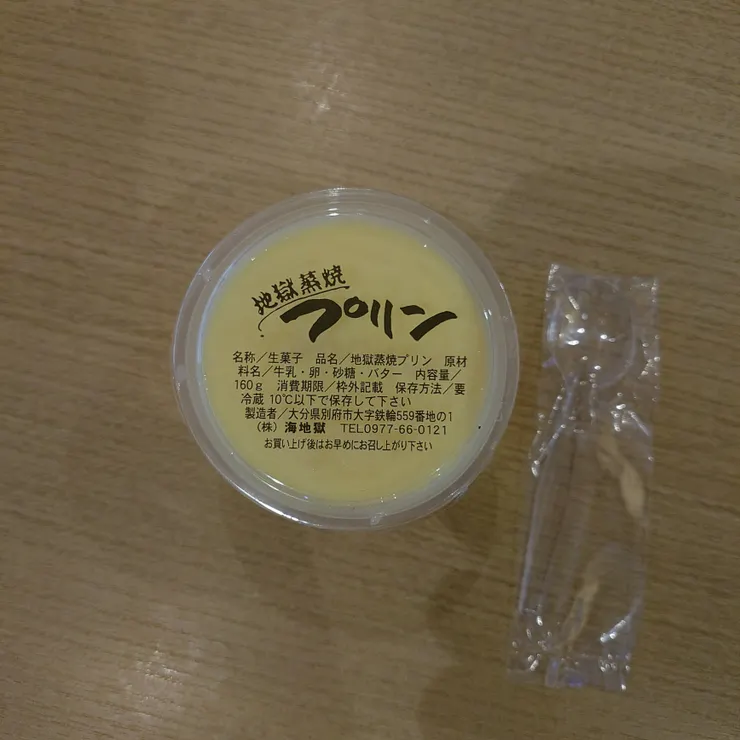 地獄蒸焼
プリン
名称／生菓子 品名／地獄蒸焼プリン 原材
料名／牛乳・卵・砂糖・バター 内容量／
160g 消費期限／枠外記載 保存方法／要
冷蔵 10℃以下で保存して下さい
製造者／大分県別府市大字鉄輪559番地の1
（株）海地獄 TEL0977-66-0121
お買い上げ後はお早めにお召し上がり下さい